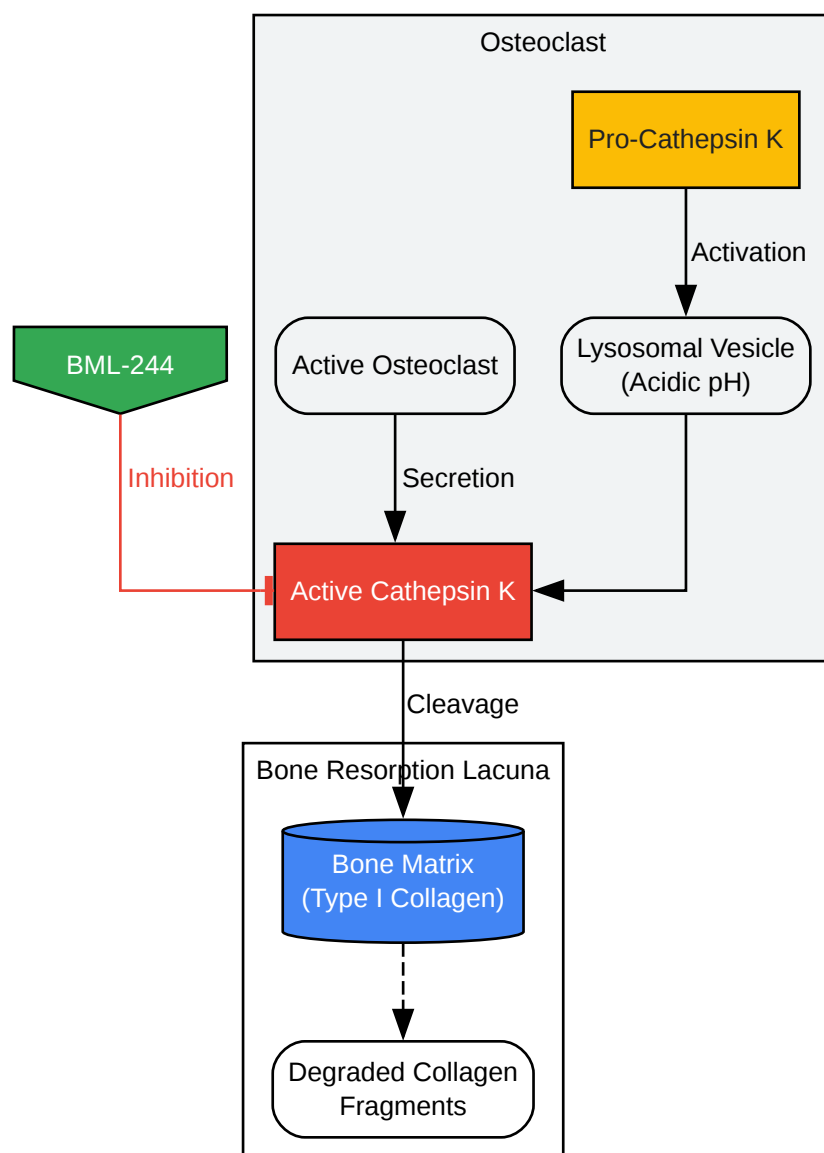 Osteoclast
Pro-Cathepsin K
Activation
BML-244
Active Osteoclast
Lysosomal Vesicle
(Acidic pH)
Inhibition
Secretion
Active Cathepsin K
Cleavage
Bone Resorption Lacuna
Bone Matrix
(Type I Collagen)
Degraded Collagen
Fragments